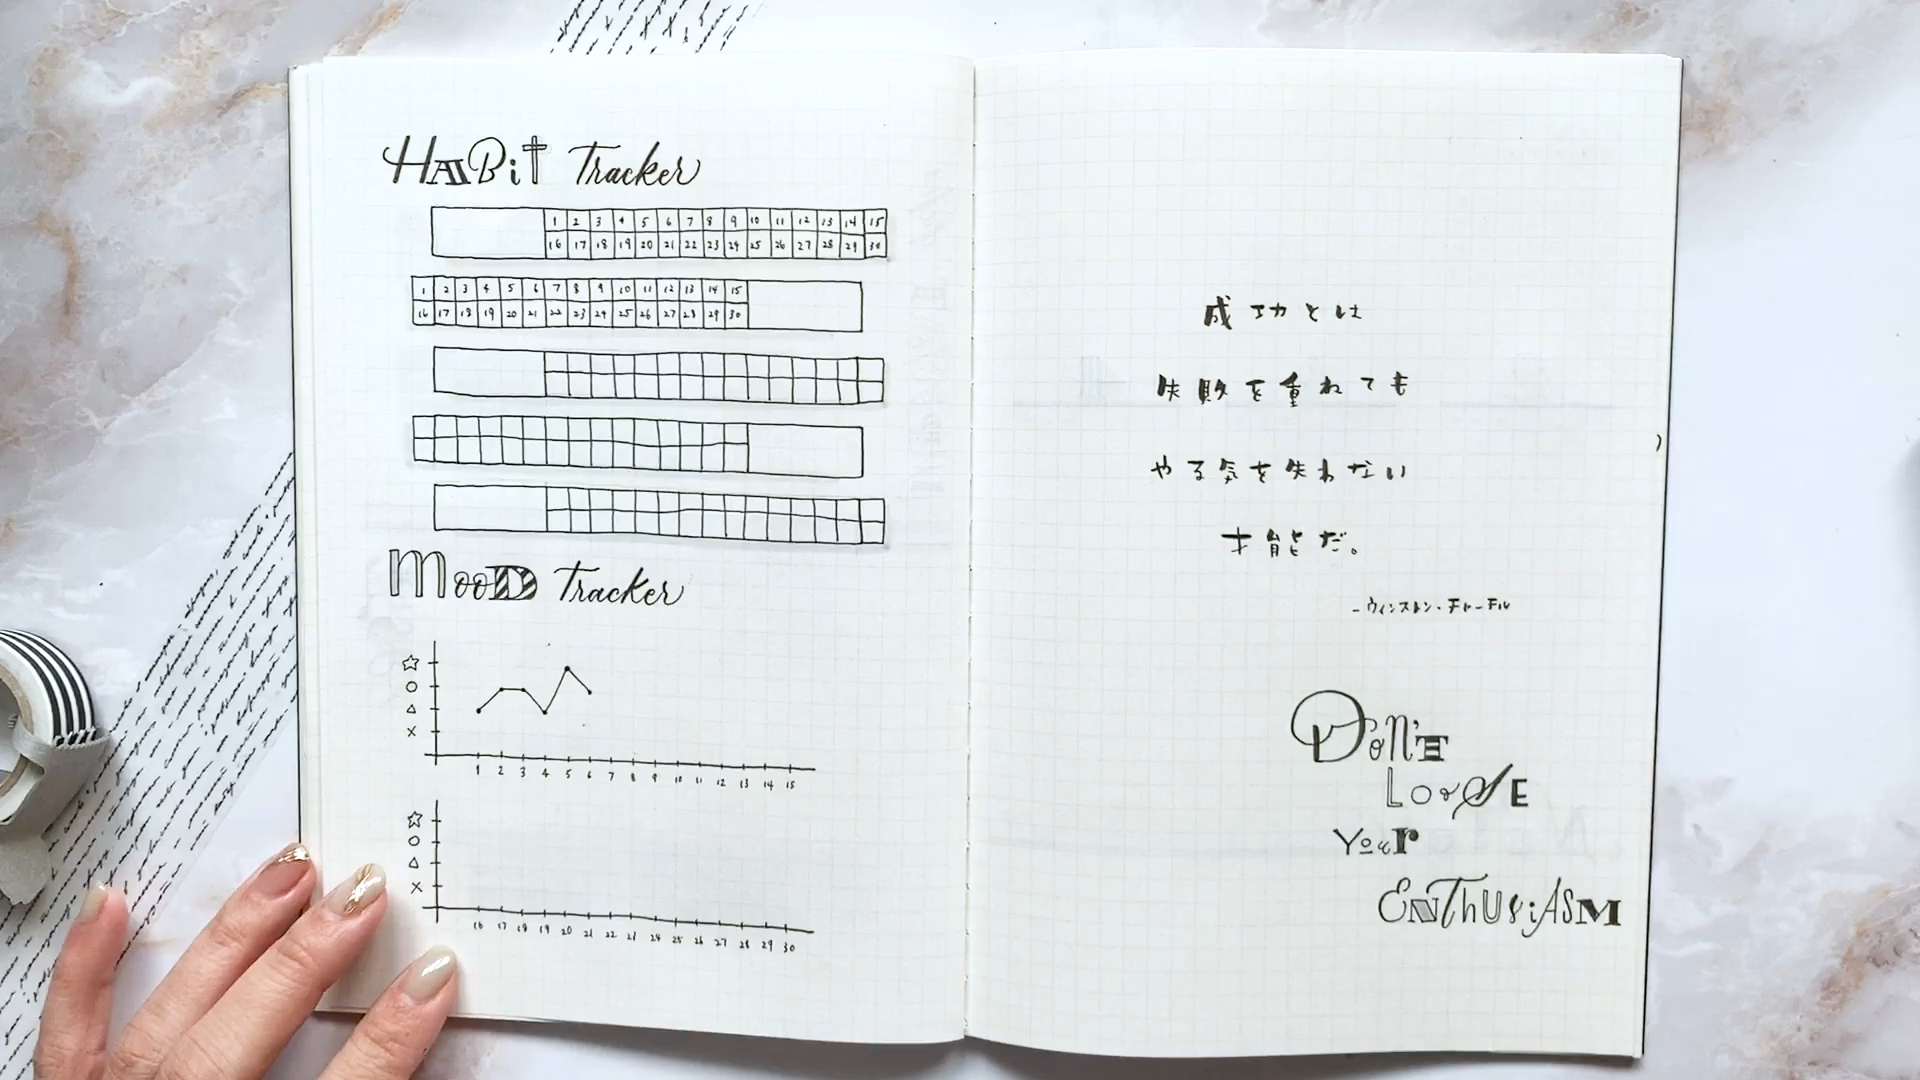 HABit Tracker
1 2 3 4 5 6 7 8 9 10 11 12 13 14 15
16 17 18 19 20 21 22 23 24 25 26 27 28 29 30
1 2 3 4 5 6 7 8 9 10 11 12 13 14 15
16 17 18 19 20 21 22 23 24 25 26 27 28 29 30
MooD Tracker
☆
○
△
×
1 2 3 4 5 6 7 8 9 10 11 12 13 14 15
☆
○
△
×
16 17 18 19 20 21 22 23 24 25 26 27 28 29 30
成功とは
失敗を重ねても
やる気を失わない
才能だ。
-ウィンストン・チャーチル
Don't
LooSE
Your
ENThUSiASM